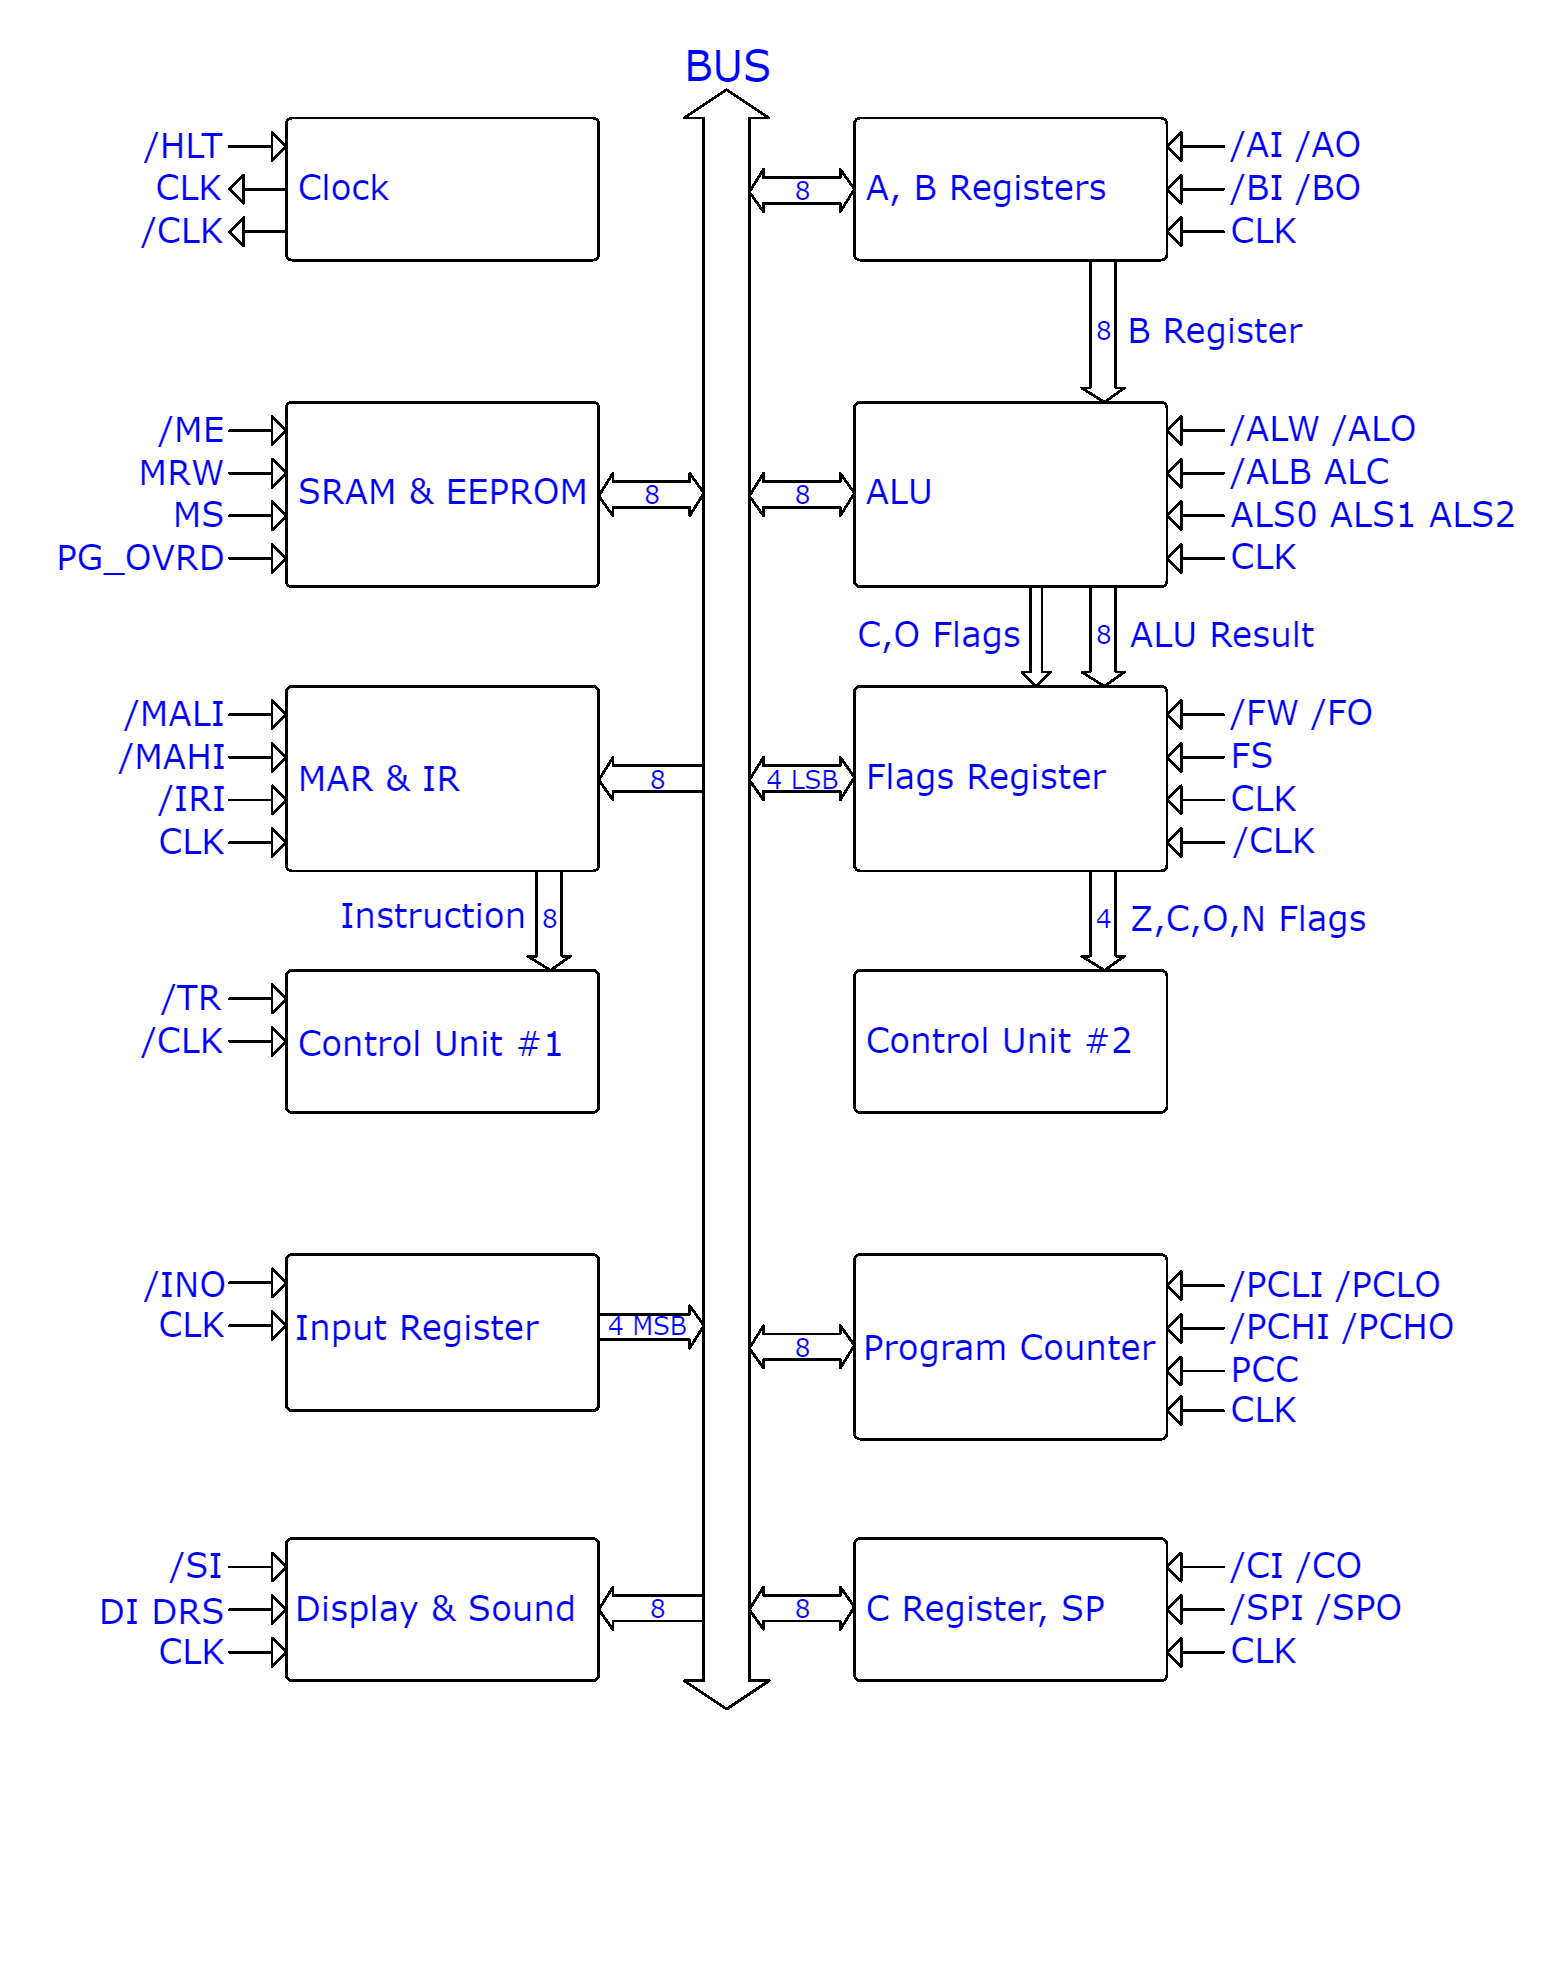 BUS
/HLT
CLK
/CLK
Clock
8
A, B Registers
/AI /AO
/BI /BO
CLK
8
B Register
/ME
MRW
MS
PG_OVRD
SRAM & EEPROM
8
8
ALU
/ALW /ALO
/ALB ALC
ALS0 ALS1 ALS2
CLK
C,O Flags
8
ALU Result
/MALI
/MAHI
/IRI
CLK
MAR & IR
8
4 LSB
Flags Register
/FW /FO
FS
CLK
/CLK
Instruction
8
4
Z,C,O,N Flags
/TR
/CLK
Control Unit #1
Control Unit #2
/INO
CLK
Input Register
4 MSB
8
Program Counter
/PCLI /PCLO
/PCHI /PCHO
PCC
CLK
/SI
DI DRS
CLK
Display & Sound
8
8
C Register, SP
/CI /CO
/SPI /SPO
CLK